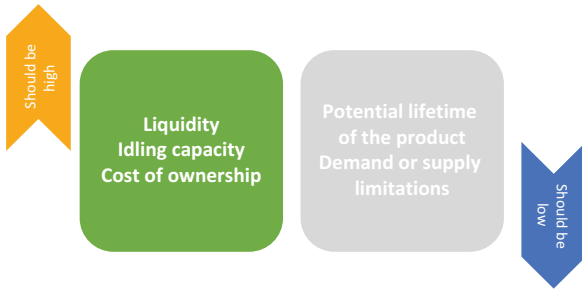 Should be
high
Liquidity
Idling capacity
Cost of ownership
Potential lifetime
of the product
Demand or supply
limitations
Should be
low